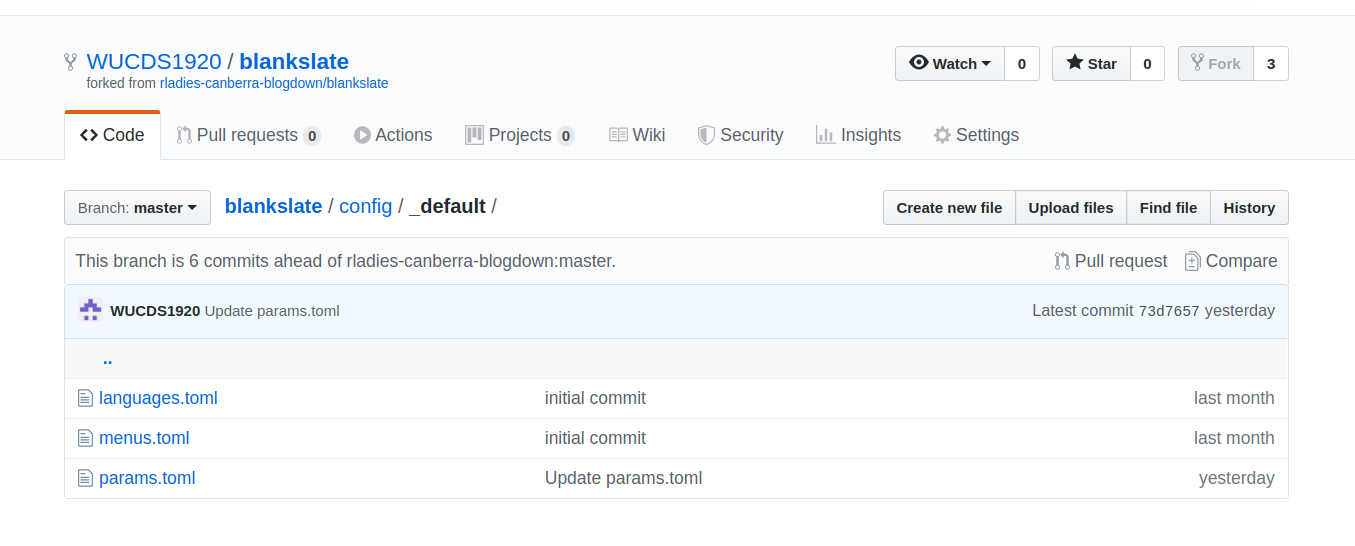 WUCDS1920 / blankslate
forked from rladies-canberra-blogdown/blankslate
Watch 0 Star 0 Fork 3
Code Pull requests 0 Actions Projects 0 Wiki Security Insights Settings
Branch: master blankslate / config / _default / Create new file Upload files Find file History
This branch is 6 commits ahead of rladies-canberra-blogdown:master. Pull request Compare
WUCDS1920 Update params.toml Latest commit 73d7657 yesterday
..
languages.toml initial commit last month
menus.toml initial commit last month
params.toml Update params.toml yesterday